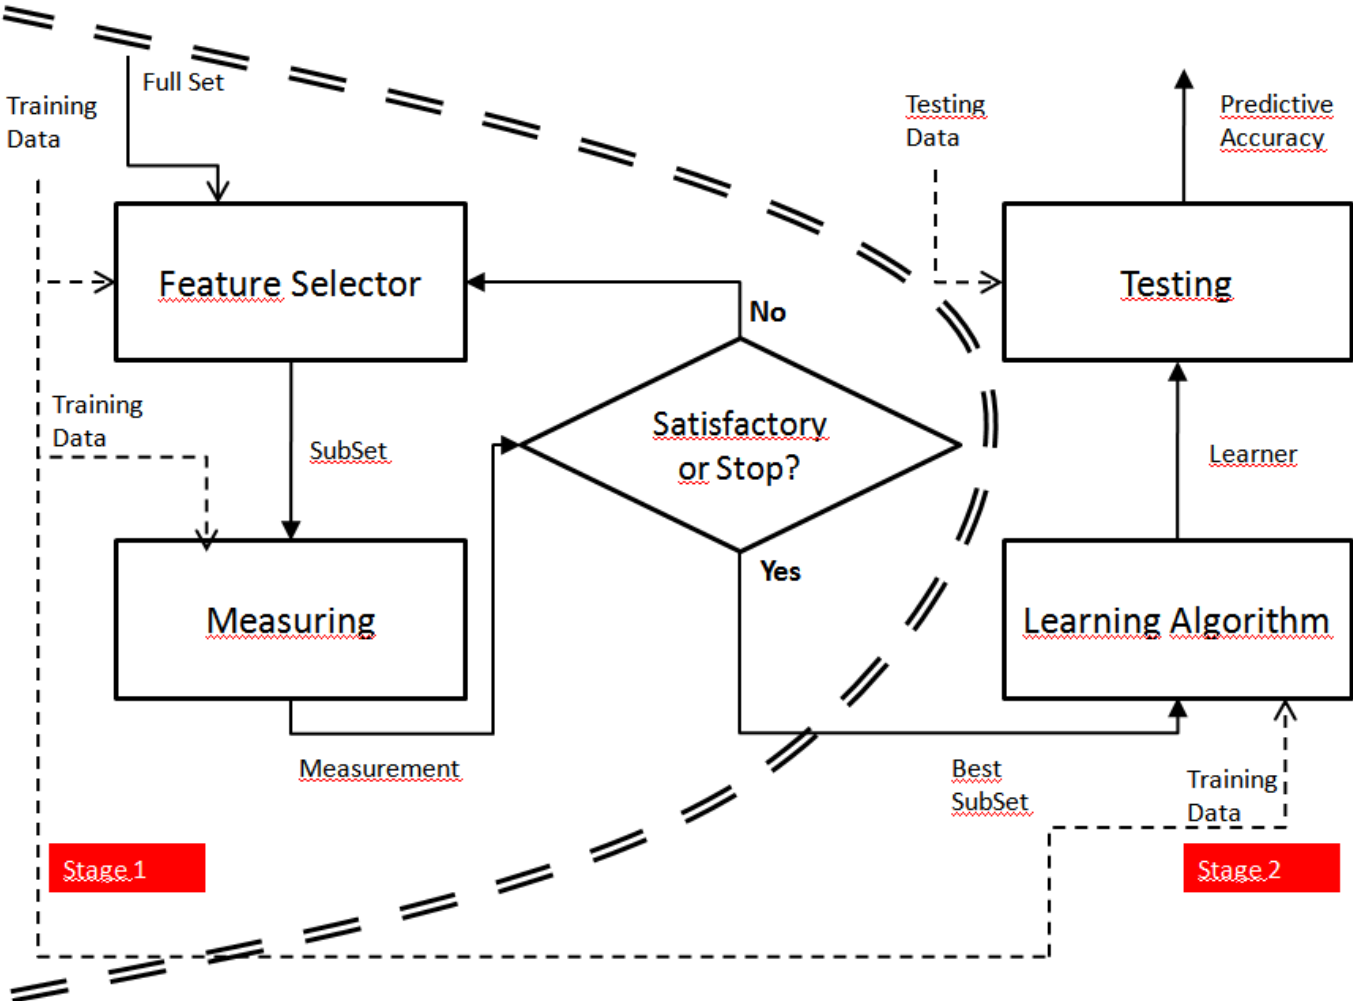 Full Set
Training
Data
Testing
Data
Predictive
Accuracy
Feature Selector
Testing
No
Training
Data
SubSet
Satisfactory
or Stop?
Learner
Yes
Measuring
Learning Algorithm
Measurement
Best
SubSet
Training
Data
Stage 1
Stage 2